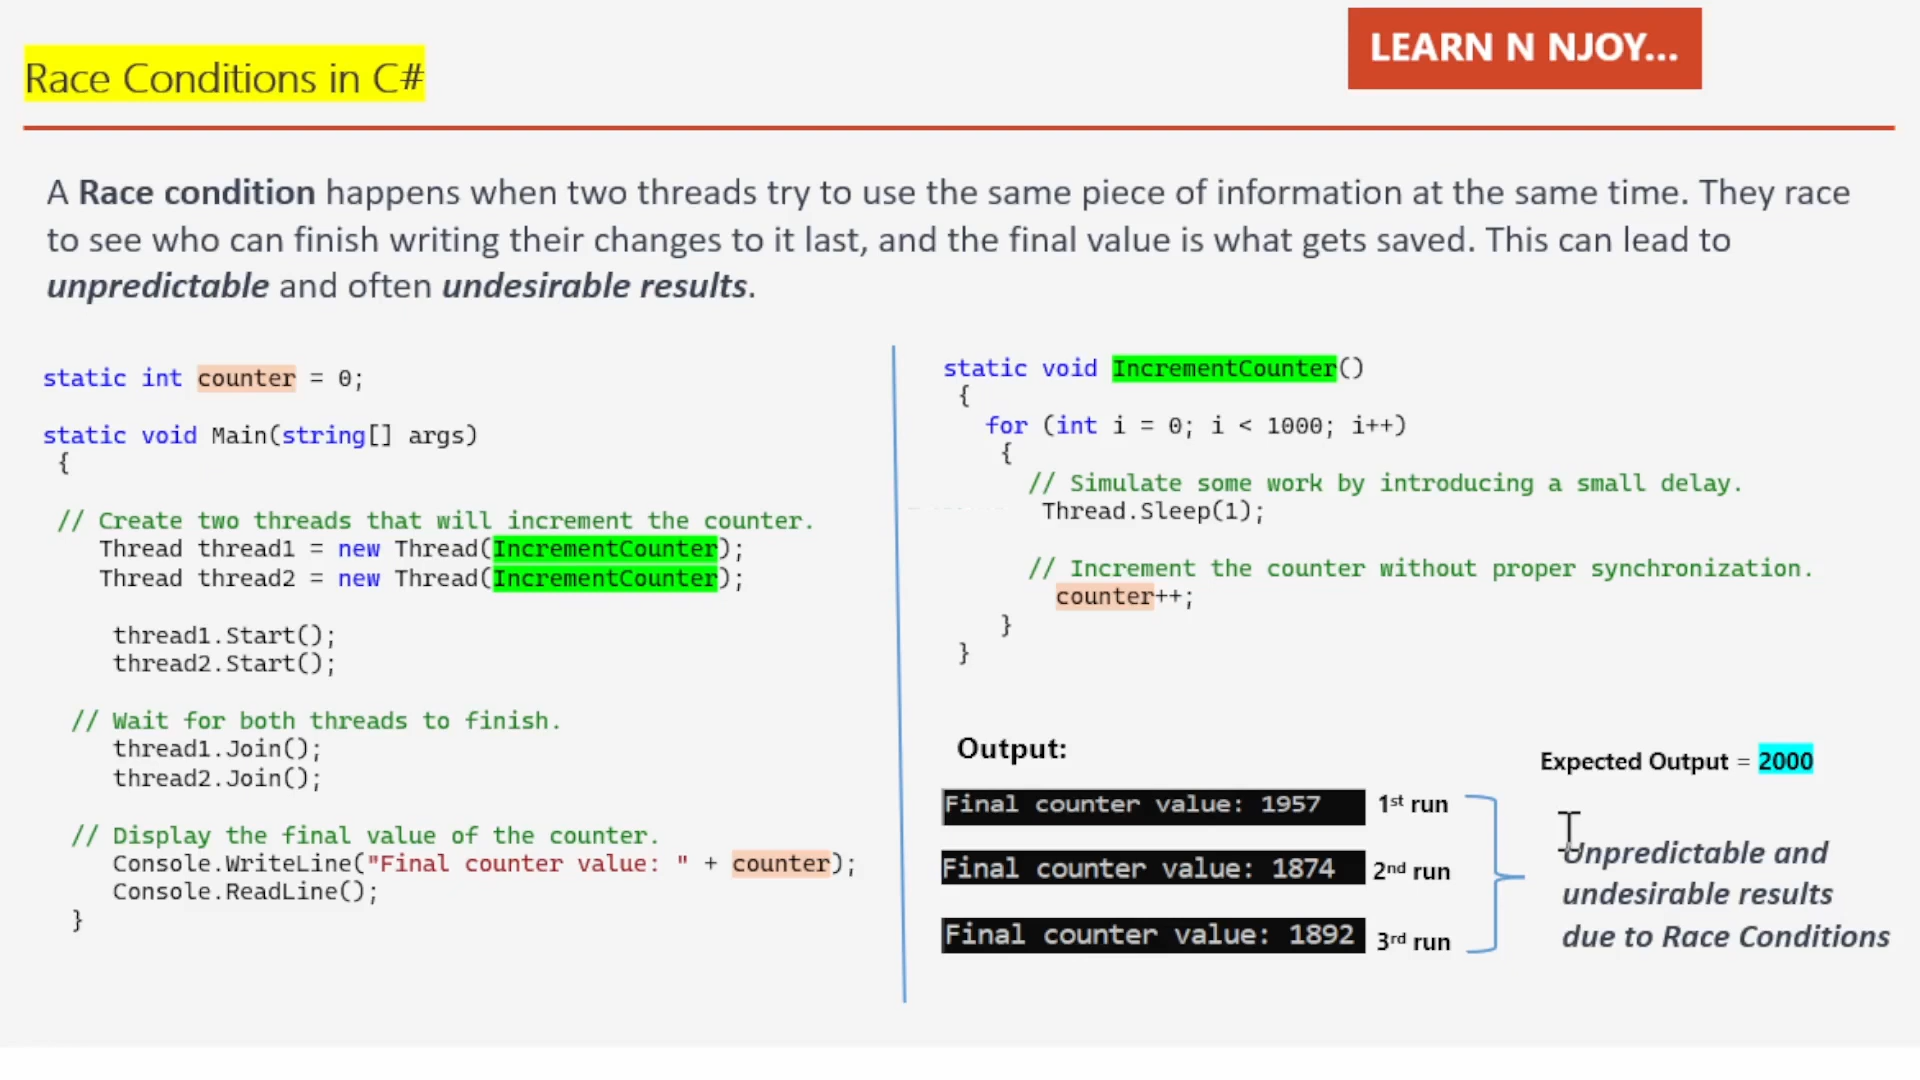 LEARN N NJOY...
Race Conditions in C#
A Race condition happens when two threads try to use the same piece of information at the same time. They race
to see who can finish writing their changes to it last, and the final value is what gets saved. This can lead to
unpredictable and often undesirable results.
static int counter = 0;
static void Main(string[] args)
{
// Create two threads that will increment the counter.
Thread thread1 = new Thread(IncrementCounter);
Thread thread2 = new Thread(IncrementCounter);
thread1.Start();
thread2.Start();
// Wait for both threads to finish.
thread1.Join();
thread2.Join();
// Display the final value of the counter.
Console.WriteLine("Final counter value: " + counter);
Console.ReadLine();
}
static void IncrementCounter()
{
for (int i = 0; i < 1000; i++)
{
// Simulate some work by introducing a small delay.
Thread.Sleep(1);
// Increment the counter without proper synchronization.
counter++;
}
}
Output:
Expected Output = 2000
Final counter value: 1957 1st run
Final counter value: 1874 2nd run
Final counter value: 1892 3rd run
Unpredictable and
undesirable results
due to Race Conditions